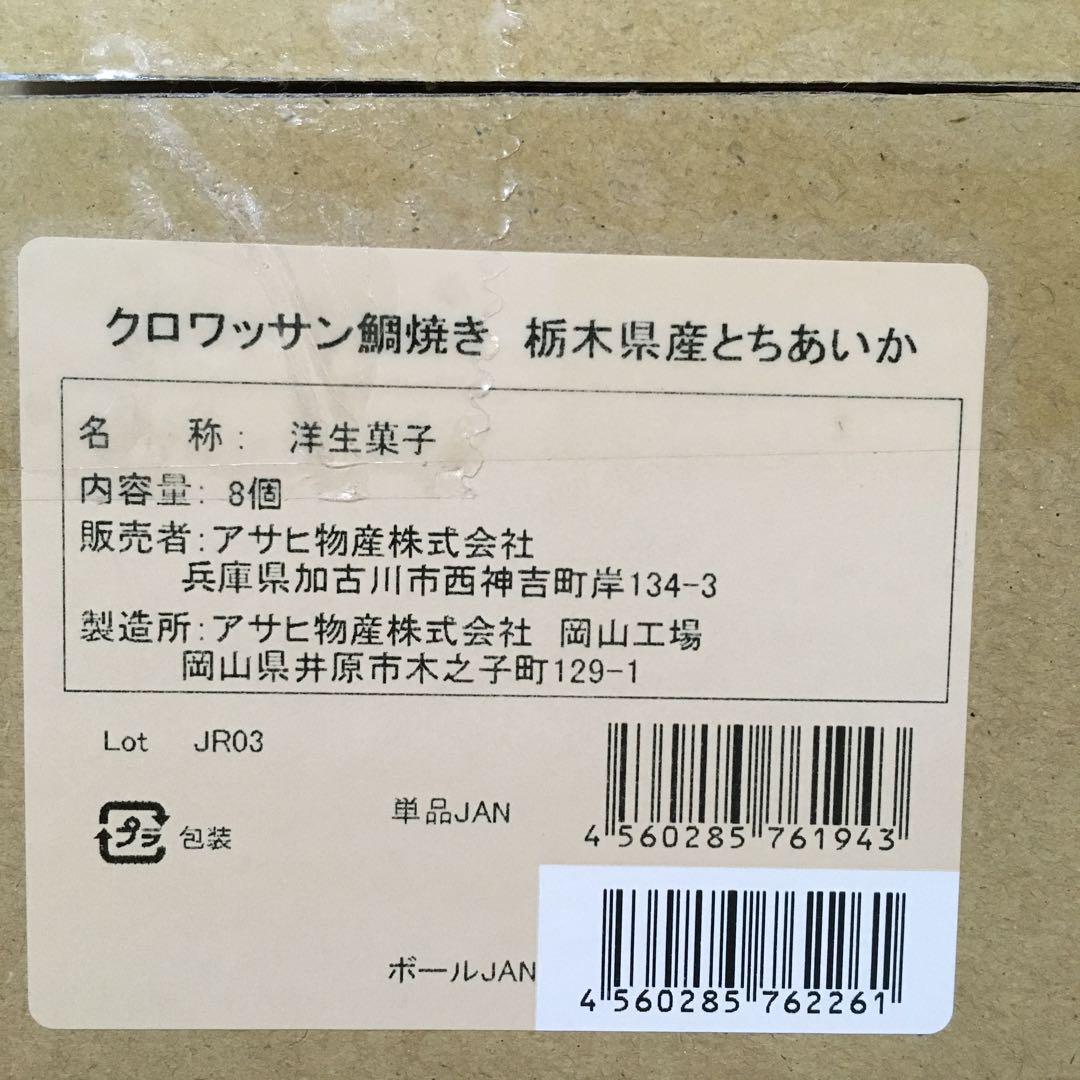 クロワッサン鯛焼き 栃木県産とちあいか
名 称: 洋生菓子
内容量: 8個
販売者:アサヒ物産株式会社
兵庫県加古川市西神吉町岸134-3
製造所:アサヒ物産株式会社 岡山工場
岡山県井原市木之子町129-1
Lot JR03
プラ 包装
単品JAN
4 560285 761943
ボールJAN
4 560285 762261